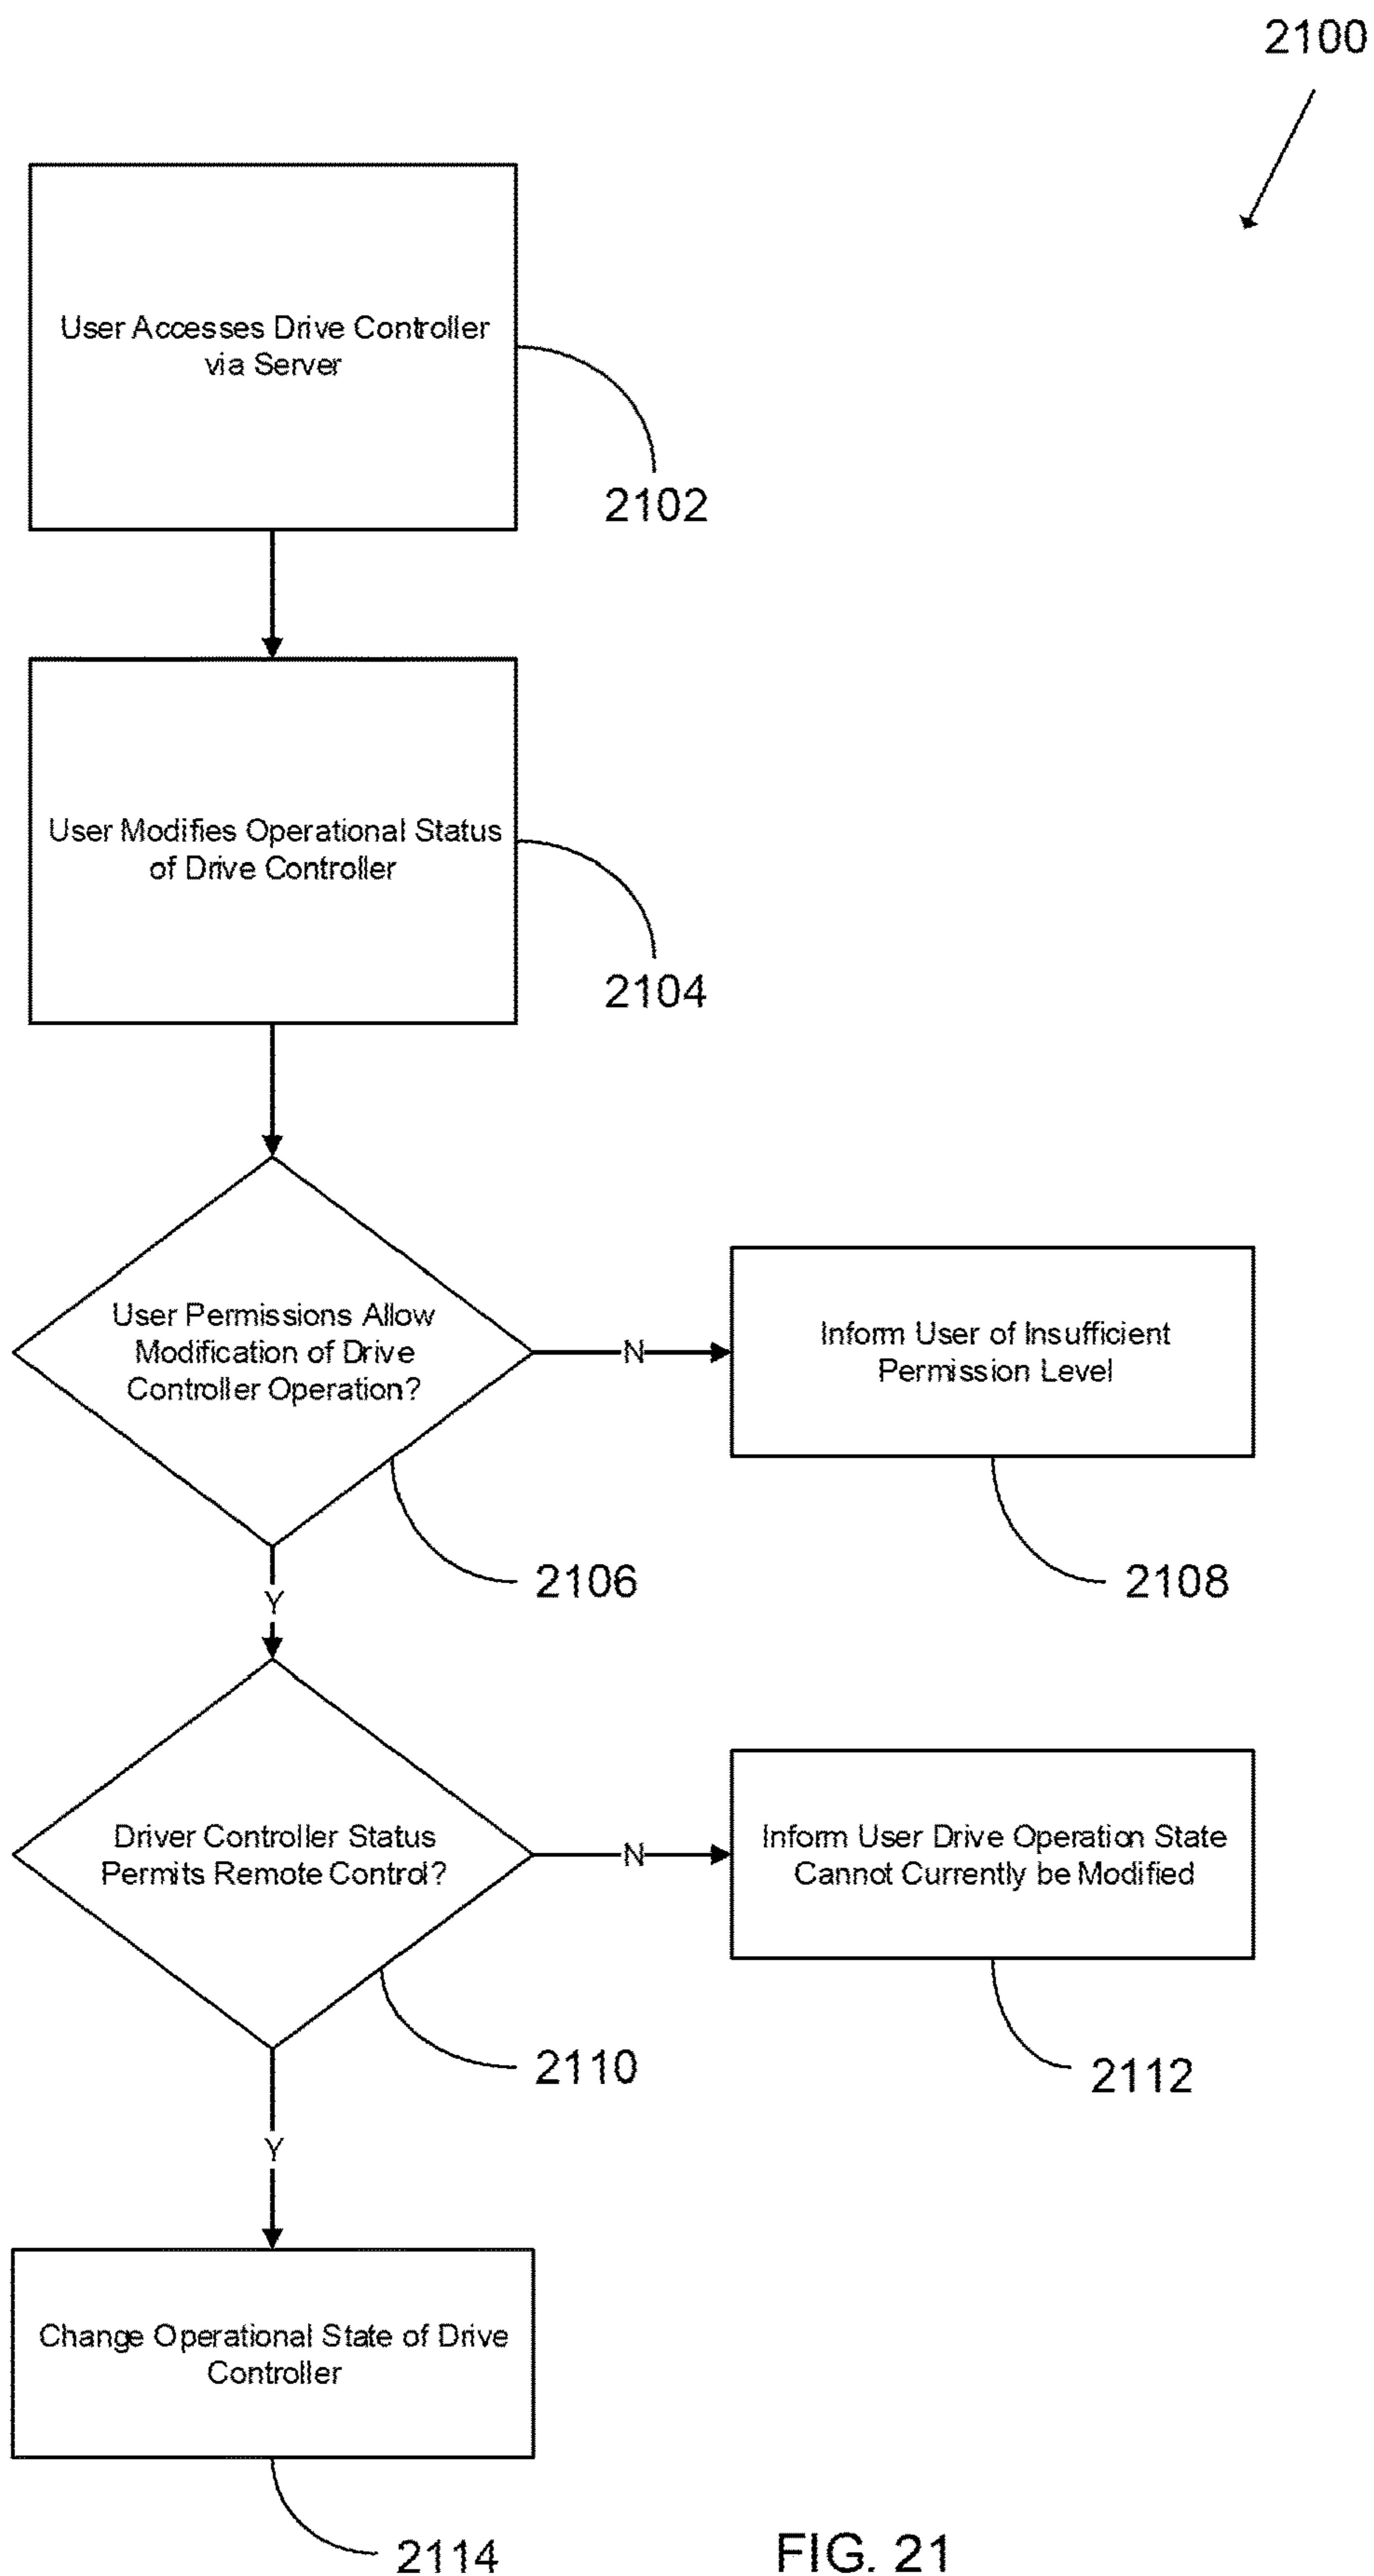 2100
User Accesses Drive Controller
via Server
2102
User Modifies Operational Status
of Drive Controller
2104
User Permissions Allow
Modification of Drive
Controller Operation?
N
Inform User of Insufficient
Permission Level
2106
2108
Y
Driver Controller Status
Permits Remote Control?
N
Inform User Drive Operation State
Cannot Currently be Modified
2110
2112
Y
Change Operational State of Drive
Controller
2114
FIG. 21